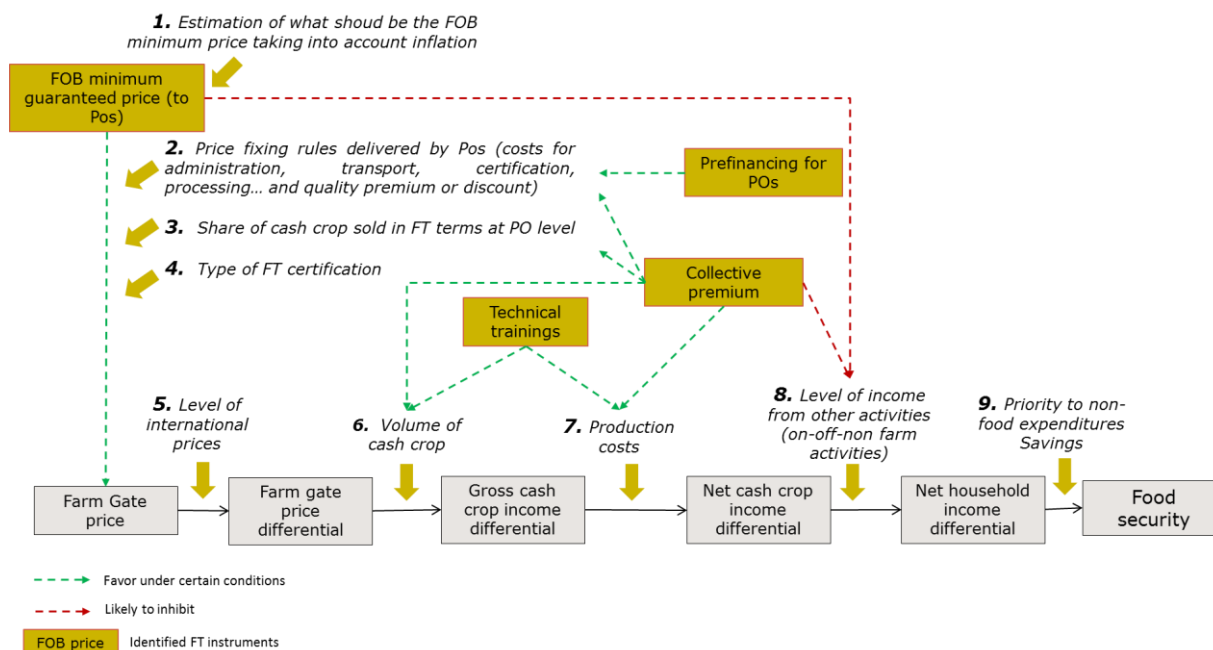 1. Estimation of what shoud be the FOB
minimum price taking into account inflation
FOB minimum
guaranteed price (to
Pos)
2. Price fixing rules delivered by Pos (costs for
administration, transport, certification,
processing... and quality premium or discount)
Prefinancing for
POs
3. Share of cash crop sold in FT terms at PO level
4. Type of FT certification
Collective
premium
Technical
trainings
5. Level of
international
prices
6. Volume of
cash crop
7. Production
costs
8. Level of income
from other activities
(on-off-non farm
activities)
9. Priority to non-
food expenditures
Savings
Farm Gate
price
Farm gate
price
differential
Gross cash
crop income
differential
Net cash crop
income
differential
Net household
income
differential
Food
security
Favor under certain conditions
Likely to inhibit
FOB price
Identified FT instruments